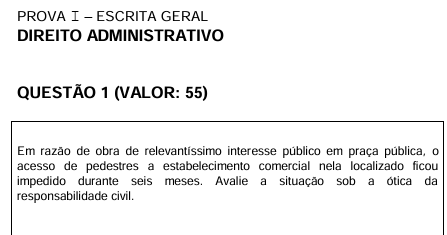 PROVA I – ESCRITA GERAL
DIREITO ADMINISTRATIVO
QUESTÃO 1 (VALOR: 55)
Em razão de obra de relevantíssimo interesse público em praça pública, o
acesso de pedestres a estabelecimento comercial nela localizado ficou
impedido durante seis meses. Avalie a situação sob a ótica da
responsabilidade civil.